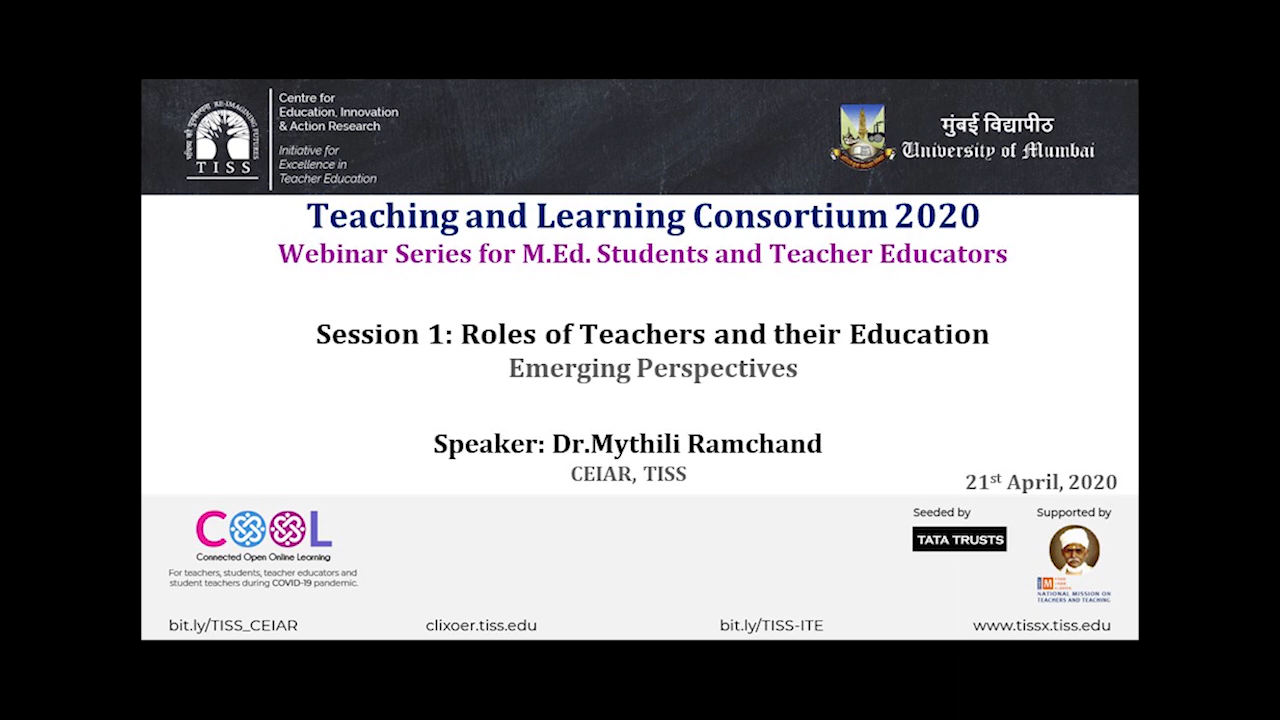 Centre for
Education, Innovation
& Action Research
Initiative for
Excellence in
Teacher Education
RE-IMAGINING FUTURES
TISS
मुंबई विद्यापीठ
University of Mumbai
Teaching and Learning Consortium 2020
Webinar Series for M.Ed. Students and Teacher Educators
Session 1: Roles of Teachers and their Education
Emerging Perspectives
Speaker: Dr.Mythili Ramchand
CEIAR, TISS
21st April, 2020
COOL
Connected Open Online Learning
For teachers, students, teacher educators and
student teachers during COVID-19 pandemic.
Seeded by
TATA TRUSTS
Supported by
NATIONAL MISSION ON
TEACHERS AND TEACHING
bit.ly/TISS_CEIAR
clixoer.tiss.edu
bit.ly/TISS-ITE
www.tissx.tiss.edu